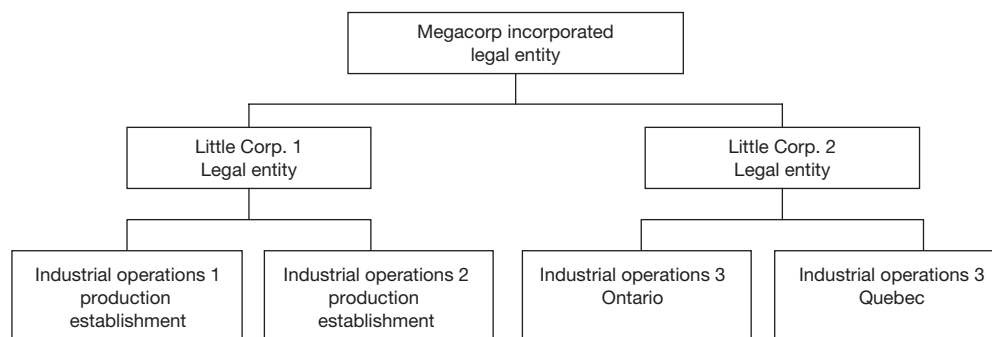 Megacorp incorporated
legal entity
Little Corp. 1
Legal entity
Little Corp. 2
Legal entity
Industrial operations 1
production
establishment
Industrial operations 2
production
establishment
Industrial operations 3
Ontario
Industrial operations 3
Quebec